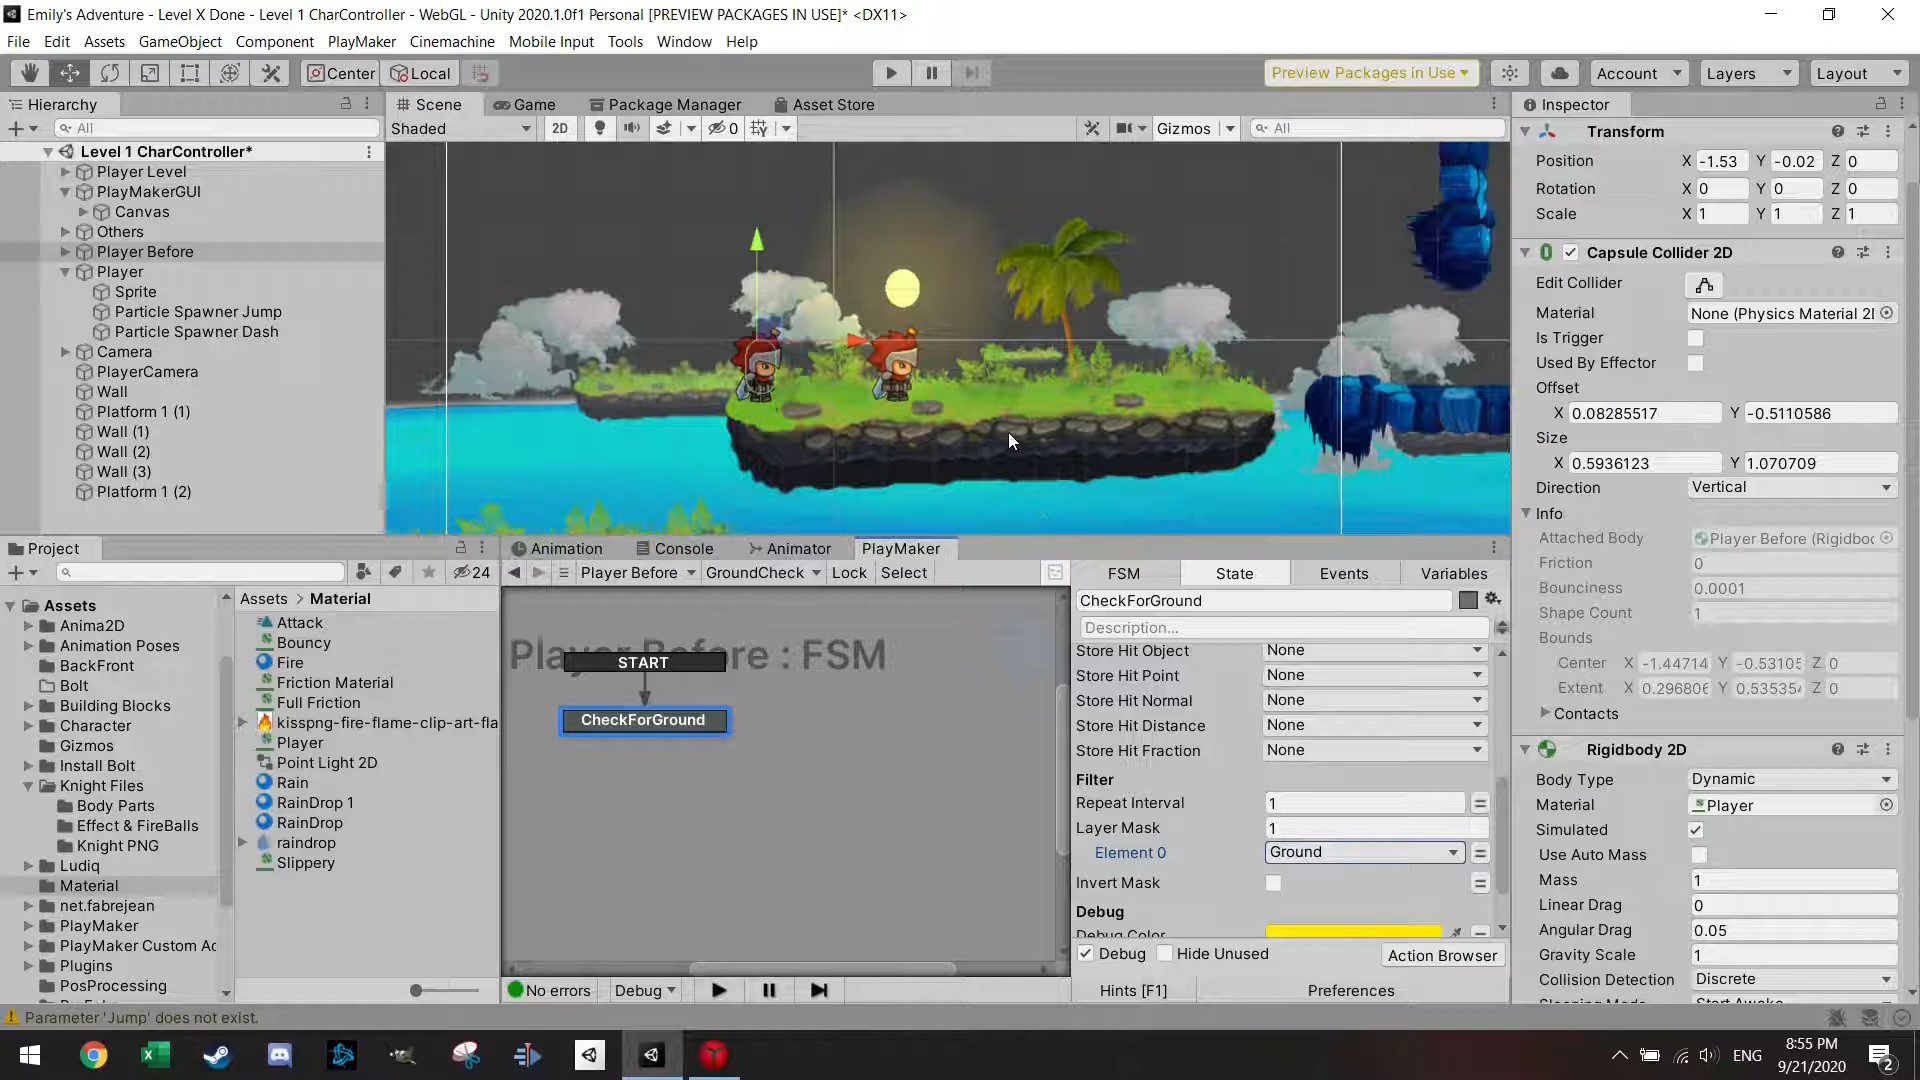 Emily's Adventure - Level X Done - Level 1 CharController - WebGL - Unity 2020.1.0f1 Personal [PREVIEW PACKAGES IN USE]* <DX11>
File Edit Assets GameObject Component PlayMaker Cinemachine Mobile Input Tools Window Help
Center Local Preview Packages in Use Account Layers Layout
Hierarchy
All
Level 1 CharController*
Player Level
PlayMakerGUI
Canvas
Others
Player Before
Player
Sprite
Particle Spawner Jump
Particle Spawner Dash
Camera
PlayerCamera
Wall
Platform 1 (1)
Wall (1)
Wall (2)
Wall (3)
Platform 1 (2)
Scene Game Package Manager Asset Store
Shaded 2D 0 Gizmos All
Inspector
Transform
Position X -1.53 Y -0.02 Z 0
Rotation X 0 Y 0 Z 0
Scale X 1 Y 1 Z 1
Capsule Collider 2D
Edit Collider
Material None (Physics Material 2I
Is Trigger
Used By Effector
Offset
X 0.08285517 Y -0.5110586
Size
X 0.5936123 Y 1.070709
Direction Vertical
Info
Attached Body Player Before (Rigidboc
Friction 0
Bounciness 0.0001
Shape Count 1
Bounds
Center X -1.44714 Y -0.53105 Z 0
Extent X 0.296806 Y 0.535354 Z 0
Contacts
Rigidbody 2D
Body Type Dynamic
Material Player
Simulated
Use Auto Mass
Mass 1
Linear Drag 0
Angular Drag 0.05
Gravity Scale 1
Collision Detection Discrete
Project
24
Assets
Anima2D
Animation Poses
BackFront
Bolt
Building Blocks
Character
Gizmos
Install Bolt
Knight Files
Body Parts
Effect & FireBalls
Knight PNG
Ludiq
Material
net.fabrejean
PlayMaker
PlayMaker Custom Ac
Plugins
PosProcessing
Assets > Material
Attack
Bouncy
Fire
Friction Material
Full Friction
kisspng-fire-flame-clip-art-fla
Player
Point Light 2D
Rain
RainDrop 1
RainDrop
raindrop
Slippery
Animation Console Animator PlayMaker
Player Before GroundCheck Lock Select
Player Before : FSM
START
CheckForGround
No errors Debug
FSM State Events Variables
CheckForGround
Description...
Store Hit Object None
Store Hit Point None
Store Hit Normal None
Store Hit Distance None
Store Hit Fraction None
Filter
Repeat Interval 1
Layer Mask 1
Element 0 Ground
Invert Mask
Debug
Debug Color
Debug Hide Unused Action Browser
Hints [F1] Preferences
Parameter 'Jump' does not exist.
ENG
8:55 PM
9/21/2020
2